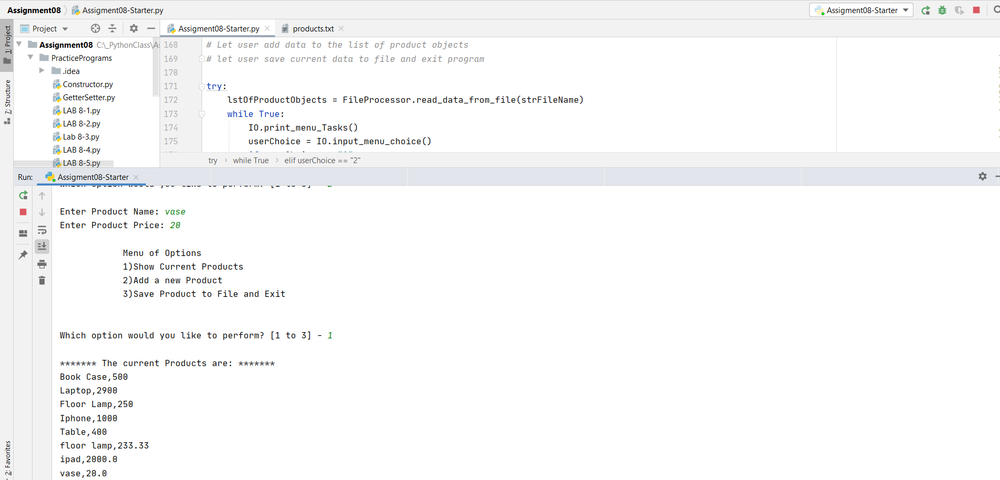 Assignment08 Assigment08-Starter.py
Assigment08-Starter
Project
Assigment08-Starter.py
products.txt
1: Project
7: Structure
2: Favorites
Assignment08 C:\_PythonClass\As
PracticePrograms
.idea
Constructor.py
GetterSetter.py
LAB 8-1.py
LAB 8-2.py
Lab 8-3.py
LAB 8-4.py
LAB 8-5.py
168 # Let user add data to the list of product objects
169 # let user save current data to file and exit program
170
171 try:
172 lstOfProductObjects = FileProcessor.read_data_from_file(strFileName)
173 while True:
174 IO.print_menu_Tasks()
175 userChoice = IO.input_menu_choice()
try › while True › elif userChoice == "2"
Run: Assigment08-Starter
Which option would you like to perform? [1 to 3] - 2
Enter Product Name: vase
Enter Product Price: 20
Menu of Options
1)Show Current Products
2)Add a new Product
3)Save Product to File and Exit
Which option would you like to perform? [1 to 3] - 1
******* The current Products are: *******
Book Case,500
Laptop,2900
Floor Lamp,250
Iphone,1000
Table,400
floor lamp,233.33
ipad,2000.0
vase,20.0